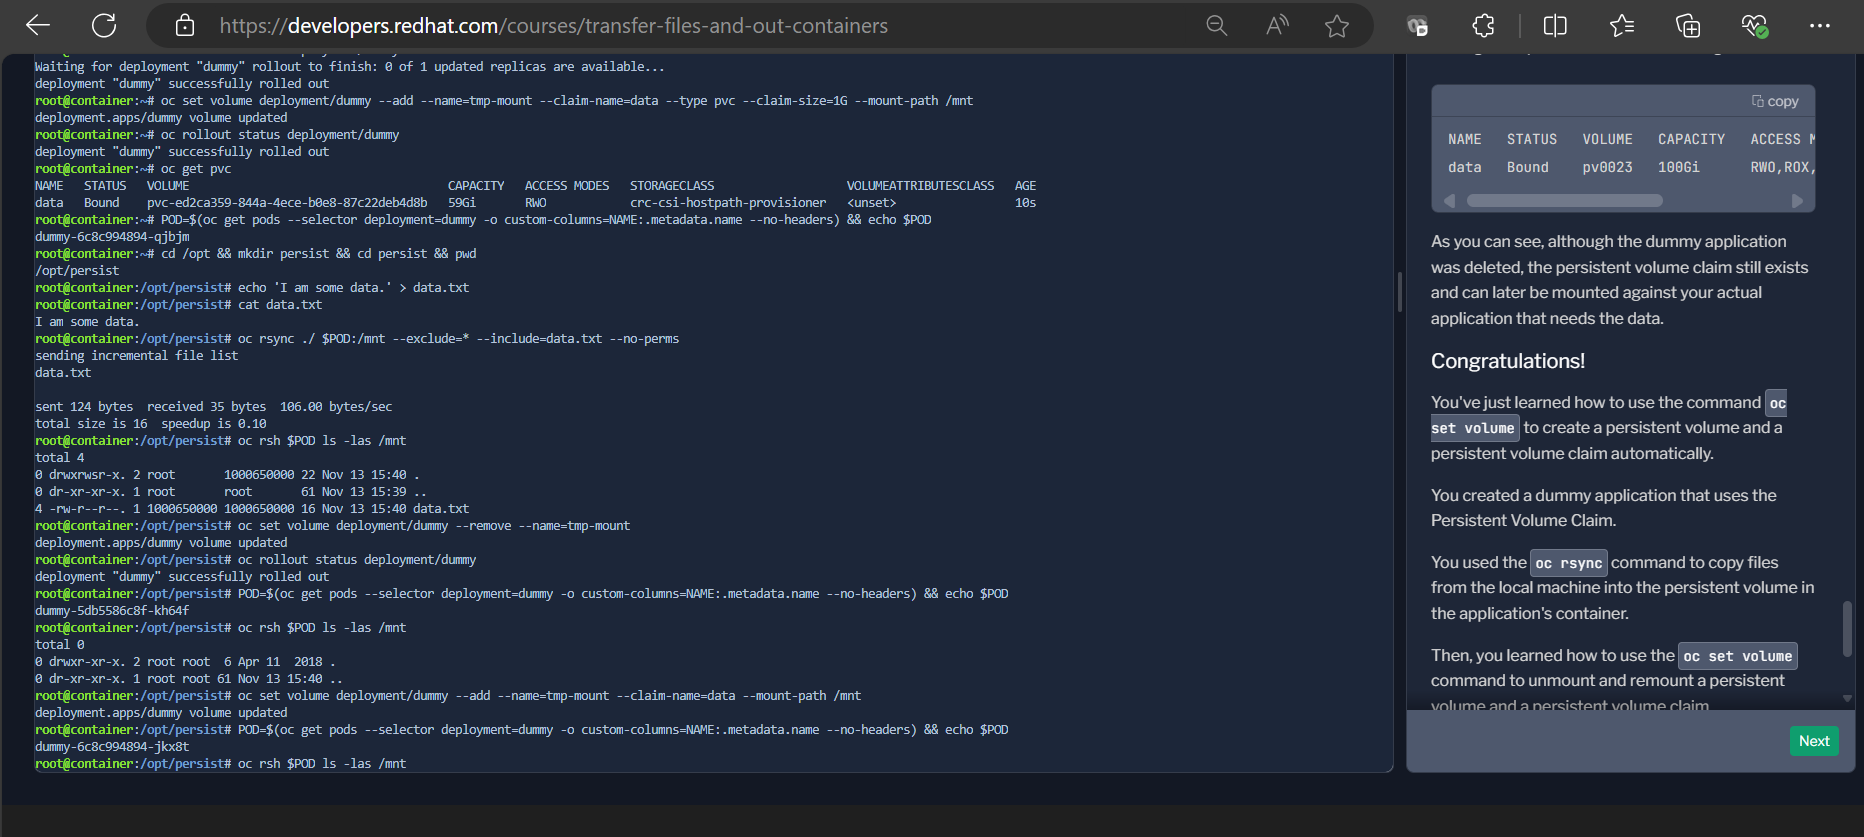 https://developers.redhat.com/courses/transfer-files-and-out-containers
Waiting for deployment "dummy" rollout to finish: 0 of 1 updated replicas are available...
deployment "dummy" successfully rolled out
root@container:~# oc set volume deployment/dummy --add --name=tmp-mount --claim-name=data --type pvc --claim-size=1G --mount-path /mnt
deployment.apps/dummy volume updated
root@container:~# oc rollout status deployment/dummy
deployment "dummy" successfully rolled out
root@container:~# oc get pvc
NAME   STATUS   VOLUME                                     CAPACITY   ACCESS MODES   STORAGECLASS                   VOLUMEATTRIBUTESCLASS   AGE
data   Bound    pvc-ed2ca359-844a-4ece-b0e8-87c22deb4d8b   59Gi       RWO            crc-csi-hostpath-provisioner   <unset>                 10s
root@container:~# POD=$(oc get pods --selector deployment=dummy -o custom-columns=NAME:.metadata.name --no-headers) && echo $POD
dummy-6c8c994894-qjbjm
root@container:~# cd /opt && mkdir persist && cd persist && pwd
/opt/persist
root@container:/opt/persist# echo 'I am some data.' > data.txt
root@container:/opt/persist# cat data.txt
I am some data.
root@container:/opt/persist# oc rsync ./ $POD:/mnt --exclude=* --include=data.txt --no-perms
sending incremental file list
data.txt
sent 124 bytes  received 35 bytes  106.00 bytes/sec
total size is 16  speedup is 0.10
root@container:/opt/persist# oc rsh $POD ls -las /mnt
total 4
0 drwxrwsr-x. 2 root       1000650000 22 Nov 13 15:40 .
0 dr-xr-xr-x. 1 root       root       61 Nov 13 15:39 ..
4 -rw-r--r--. 1 1000650000 1000650000 16 Nov 13 15:40 data.txt
root@container:/opt/persist# oc set volume deployment/dummy --remove --name=tmp-mount
deployment.apps/dummy volume updated
root@container:/opt/persist# oc rollout status deployment/dummy
deployment "dummy" successfully rolled out
root@container:/opt/persist# POD=$(oc get pods --selector deployment=dummy -o custom-columns=NAME:.metadata.name --no-headers) && echo $POD
dummy-5db5586c8f-kh64f
root@container:/opt/persist# oc rsh $POD ls -las /mnt
total 0
0 drwxr-xr-x. 2 root root  6 Apr 11  2018 .
0 dr-xr-xr-x. 1 root root 61 Nov 13 15:40 ..
root@container:/opt/persist# oc set volume deployment/dummy --add --name=tmp-mount --claim-name=data --mount-path /mnt
deployment.apps/dummy volume updated
root@container:/opt/persist# POD=$(oc get pods --selector deployment=dummy -o custom-columns=NAME:.metadata.name --no-headers) && echo $POD
dummy-6c8c994894-jkx8t
root@container:/opt/persist# oc rsh $POD ls -las /mnt
copy
NAME   STATUS   VOLUME   CAPACITY   ACCESS
data   Bound    pv0023   100Gi      RWO,ROX,
As you can see, although the dummy application
was deleted, the persistent volume claim still exists
and can later be mounted against your actual
application that needs the data.
Congratulations!
You've just learned how to use the command oc
set volume to create a persistent volume and a
persistent volume claim automatically.
You created a dummy application that uses the
Persistent Volume Claim.
You used the oc rsync command to copy files
from the local machine into the persistent volume in
the application's container.
Then, you learned how to use the oc set volume
command to unmount and remount a persistent
volume and a persistent volume claim
Next